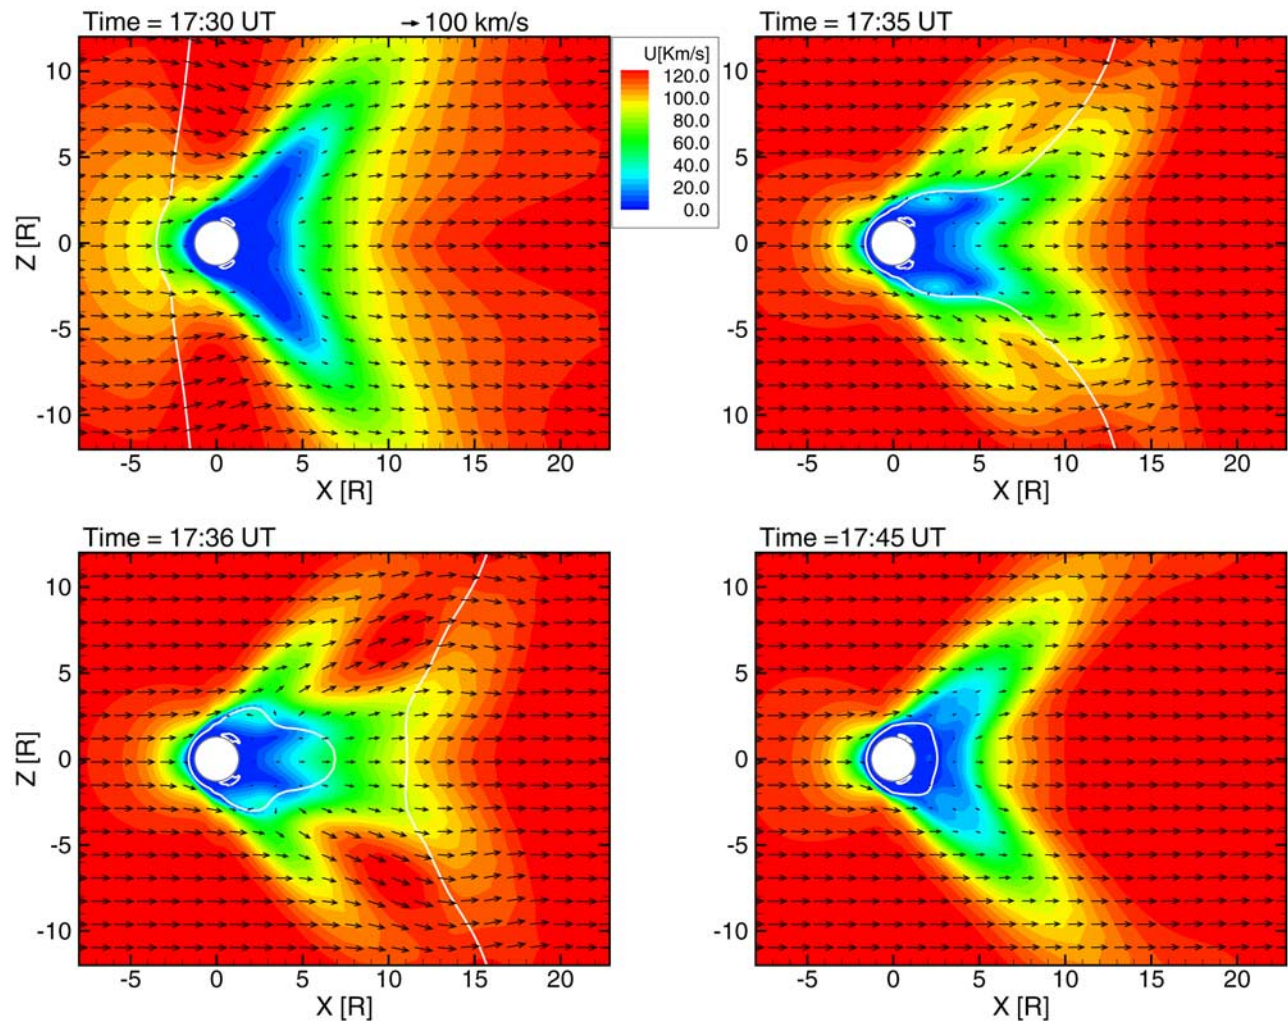 Time = 17:30 UT
100 km/s
Time = 17:35 UT
U[Km/s]
120.0
100.0
80.0
60.0
40.0
20.0
0.0
10
5
0
-5
-10
Z [R]
-5 0 5 10 15 20
X [R]
10
5
0
-5
10
Z [R]
-5 0 5 10 15 20
X [R]
Time = 17:36 UT
Time =17:45 UT
10
5
0
-5
-10
Z [R]
-5 0 5 10 15 20
X [R]
10
5
0
-5
-10
Z [R]
-5 0 5 10 15 20
X [R]